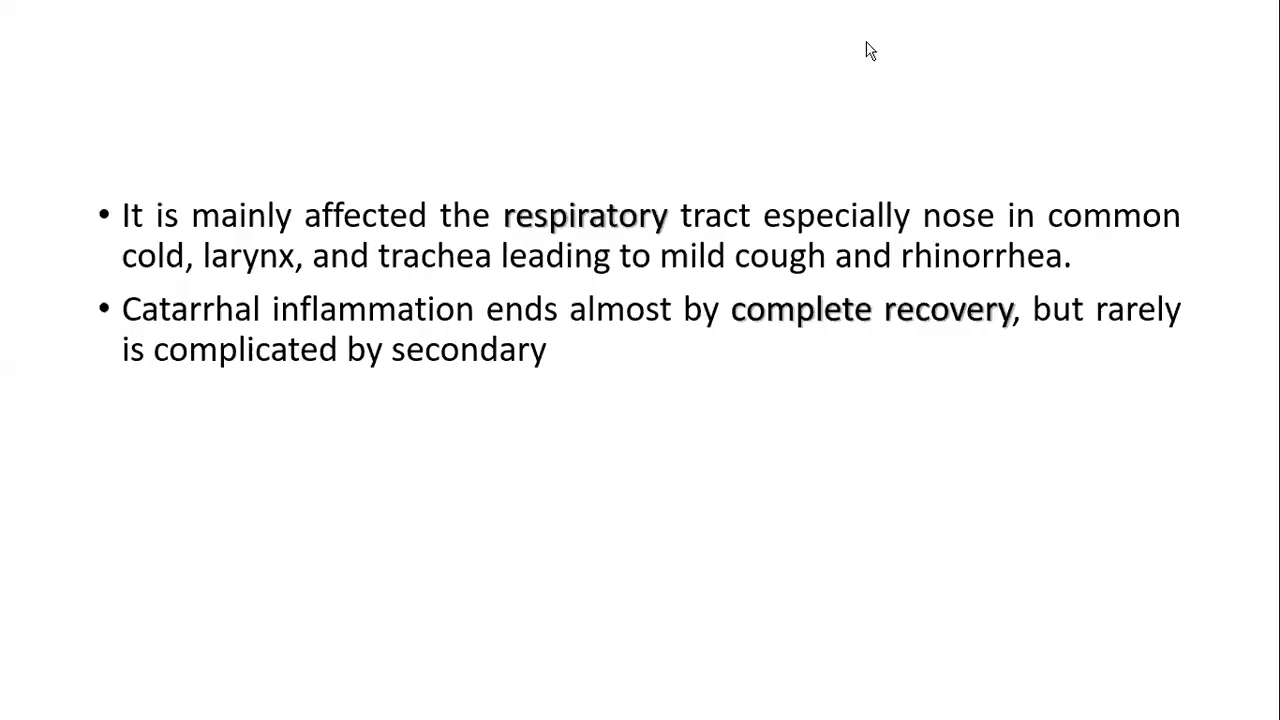 • It is mainly affected the respiratory tract especially nose in common
cold, larynx, and trachea leading to mild cough and rhinorrhea.
• Catarrhal inflammation ends almost by complete recovery, but rarely
is complicated by secondary